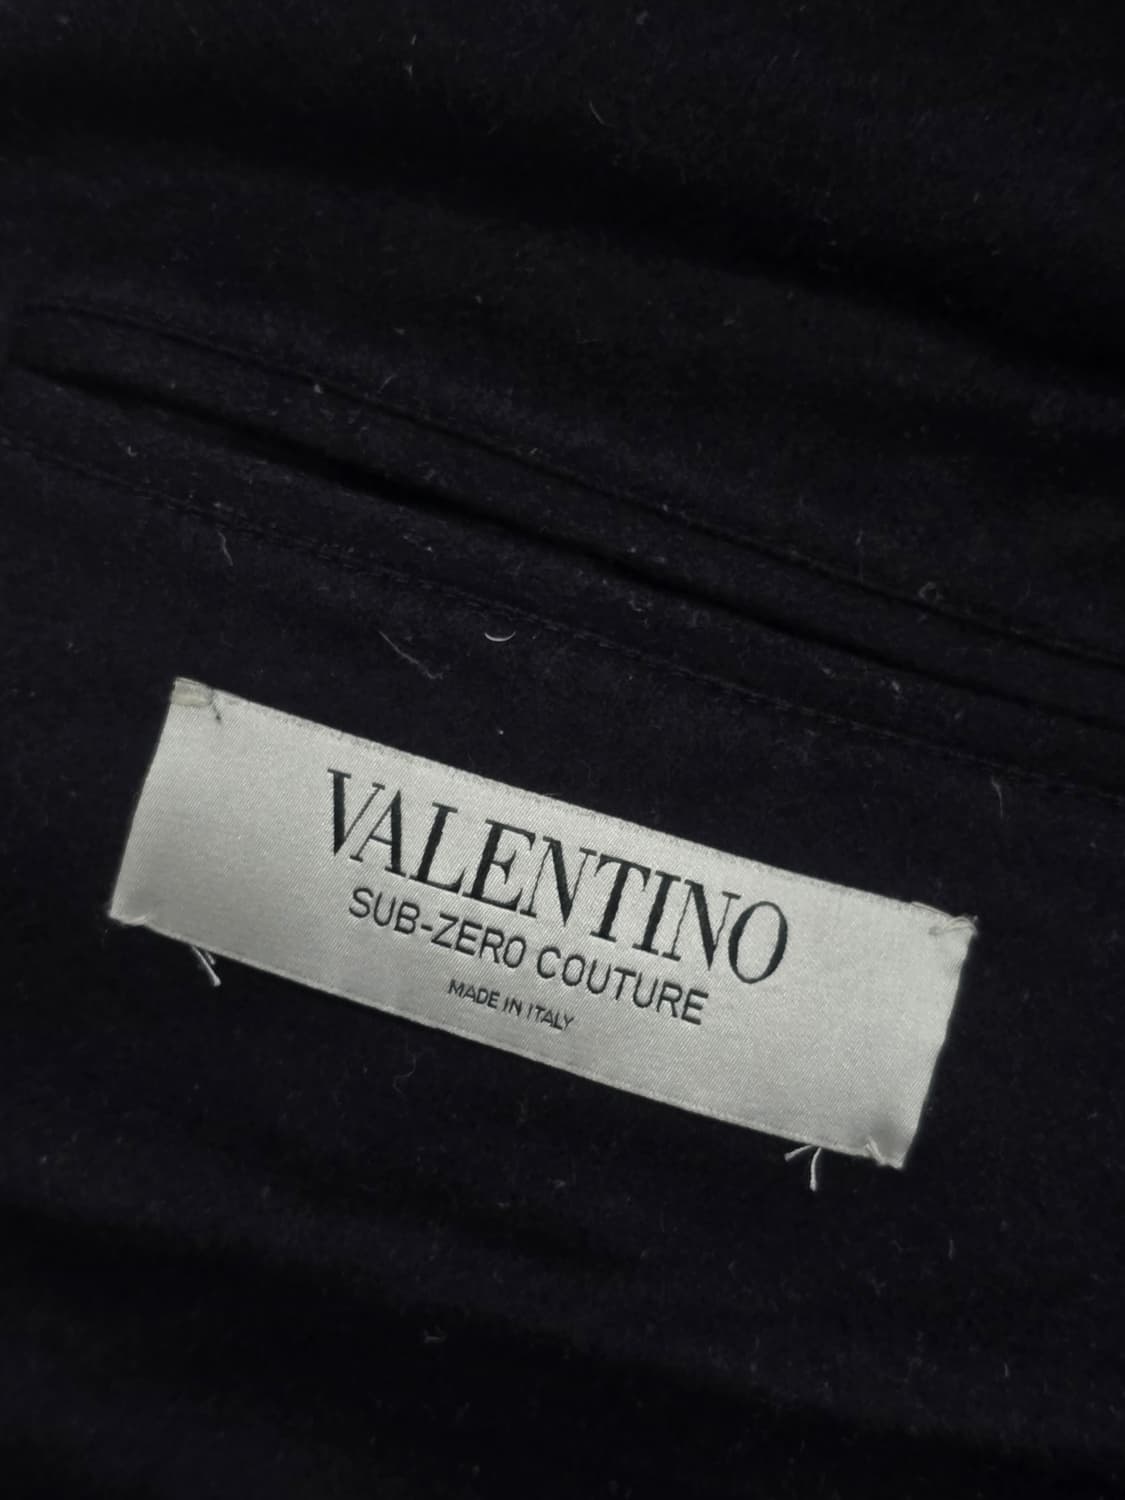 VALENTINO
SUB-ZERO COUTURE
MADE IN ITALY